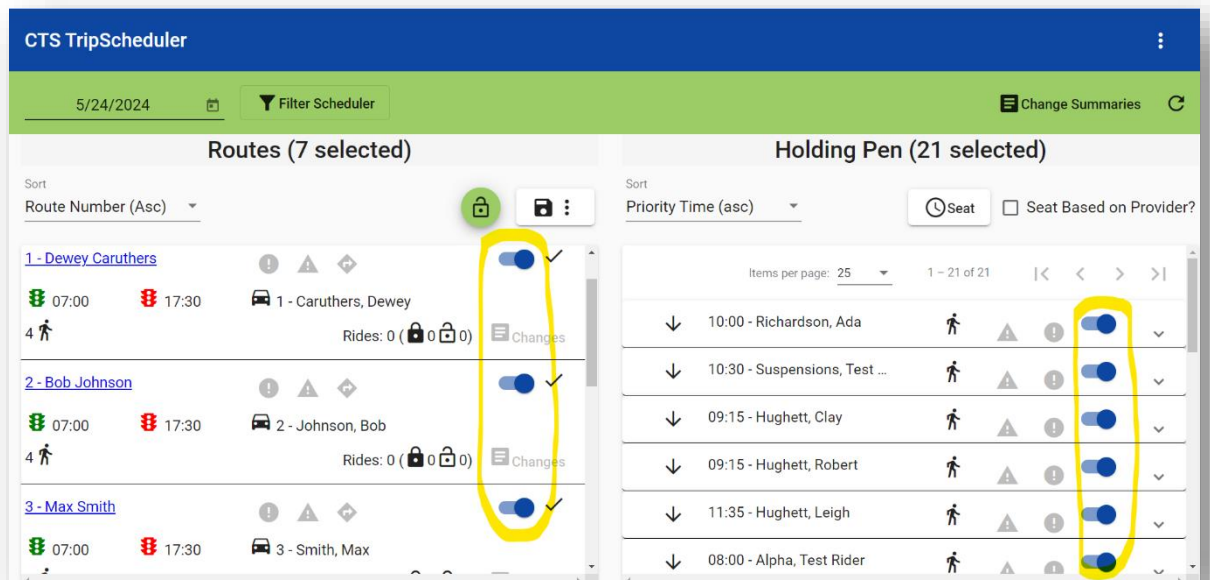 CTS TripScheduler
5/24/2024 Filter Scheduler Change Summaries
Routes (7 selected)
Sort
Route Number (Asc)
1 - Dewey Caruthers
07:00 17:30 1 - Caruthers, Dewey
4 Rides: 0 ( 0 0) Changes
2 - Bob Johnson
07:00 17:30 2 - Johnson, Bob
4 Rides: 0 ( 0 0) Changes
3 - Max Smith
07:00 17:30 3 - Smith, Max
Holding Pen (21 selected)
Sort
Priority Time (asc) Seat Seat Based on Provider?
Items per page: 25 1 – 21 of 21
10:00 - Richardson, Ada
10:30 - Suspensions, Test ...
09:15 - Hughett, Clay
09:15 - Hughett, Robert
11:35 - Hughett, Leigh
08:00 - Alpha, Test Rider